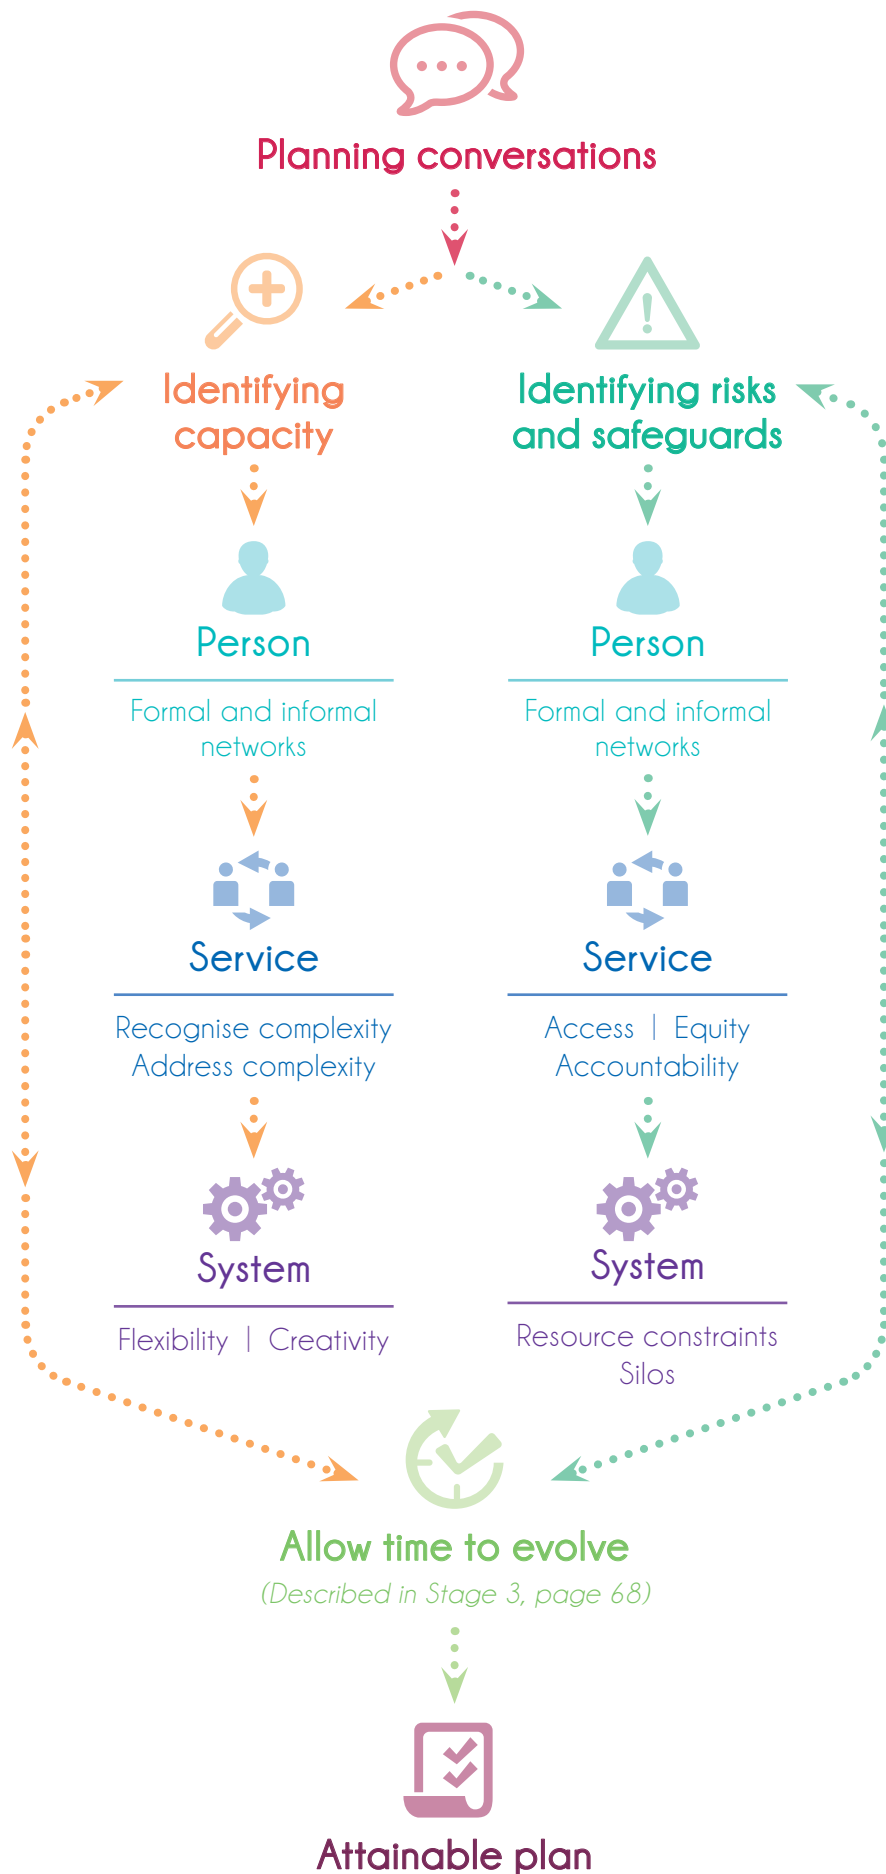 Planning conversations
Identifying
capacity
Person
Formal and informal
networks
Service
Recognise complexity
Address complexity
System
Flexibility | Creativity
Identifying risks
and safeguards
Person
Formal and informal
networks
Service
Access | Equity
Accountability
System
Resource constraints
Silos
Allow time to evolve
(Described in Stage 3, page 68)
Attainable plan